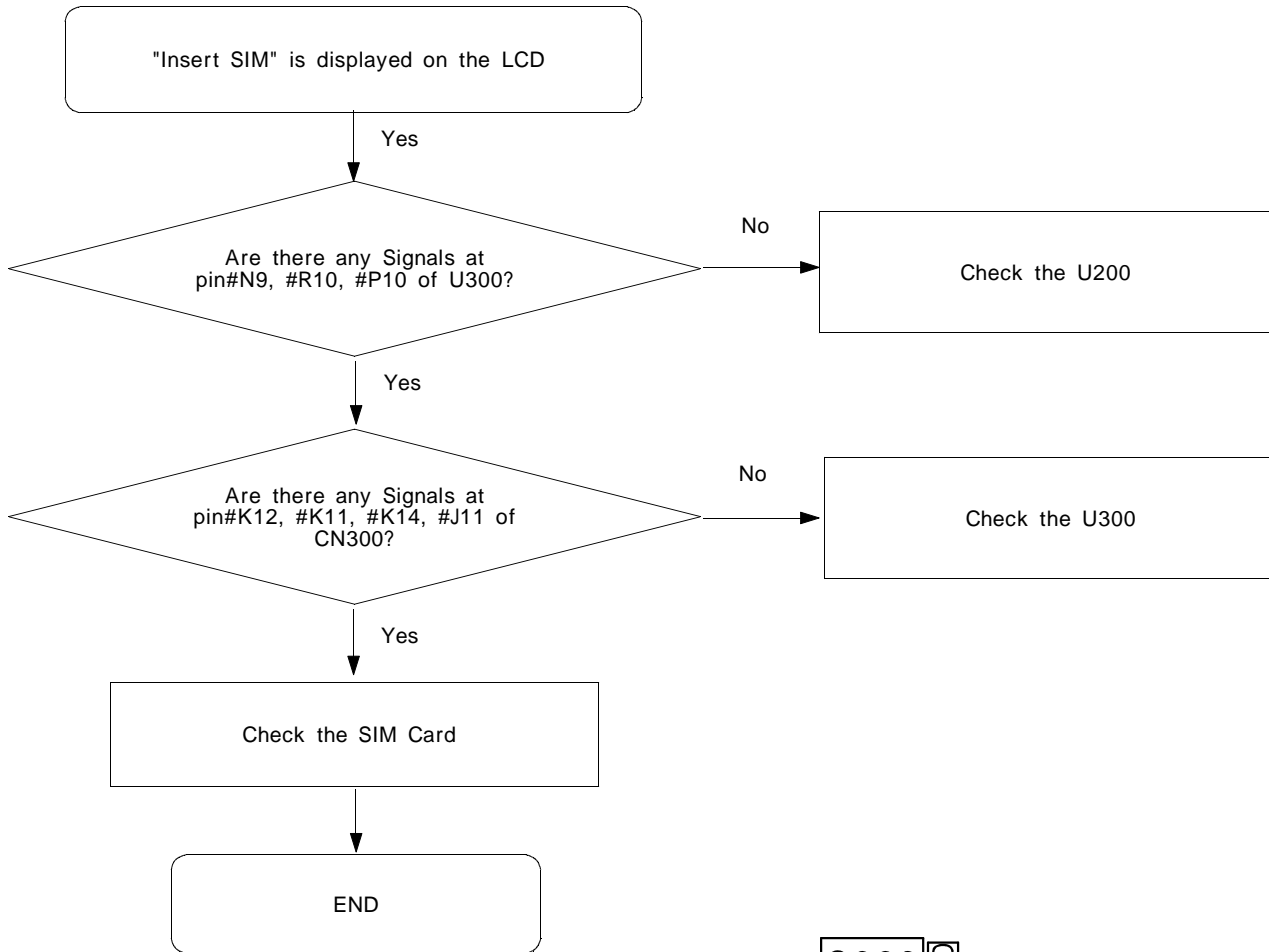 "Insert SIM" is displayed on the LCD
Yes
Are there any Signals at
pin#N9, #R10, #P10 of U300?
No
Check the U200
Yes
Are there any Signals at
pin#K12, #K11, #K14, #J11 of
CN300?
No
Check the U300
Yes
Check the SIM Card
END